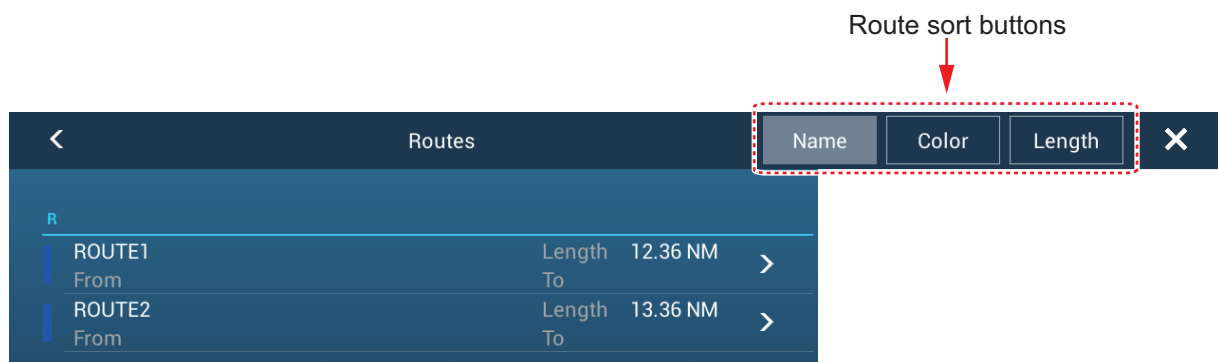 Route sort buttons
Routes Name Color Length
R
ROUTE1 Length 12.36 NM
From To
ROUTE2 Length 13.36 NM
From To